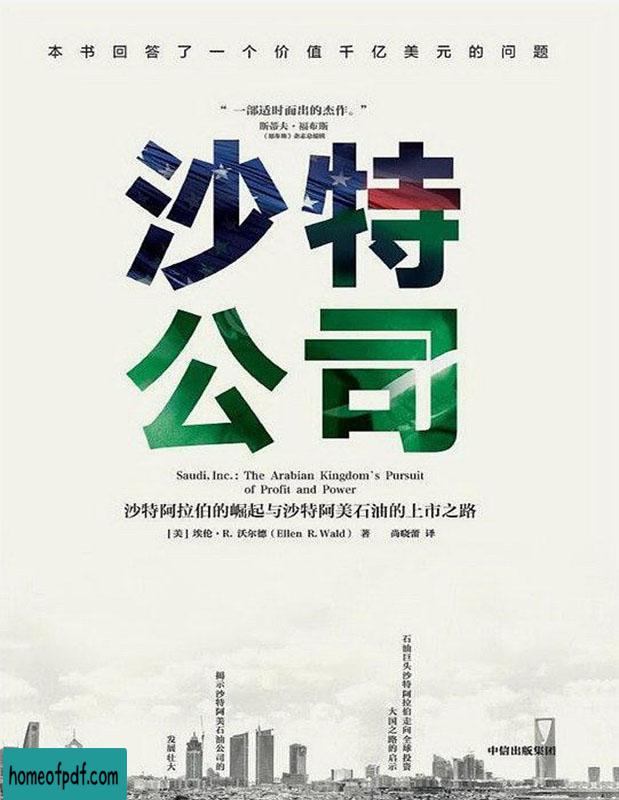 本书回答了一个价值千亿美元的问题
“一部适时而出的杰作。”
斯蒂夫·福布斯
《福布斯》杂志总编辑
沙特
公司
Saudi, Inc.: The Arabian Kingdom's Pursuit
of Profit and Power
沙特阿拉伯的崛起与沙特阿美石油的上市之路
[美] 埃伦·R. 沃尔德（Ellen R. Wald）著 尚晓蕾 译
石油巨头沙特阿拉伯走向全球投资
大国之路的启示
揭示沙特阿美石油公司的
发展壮大
中信出版集团
homeofpdf.com